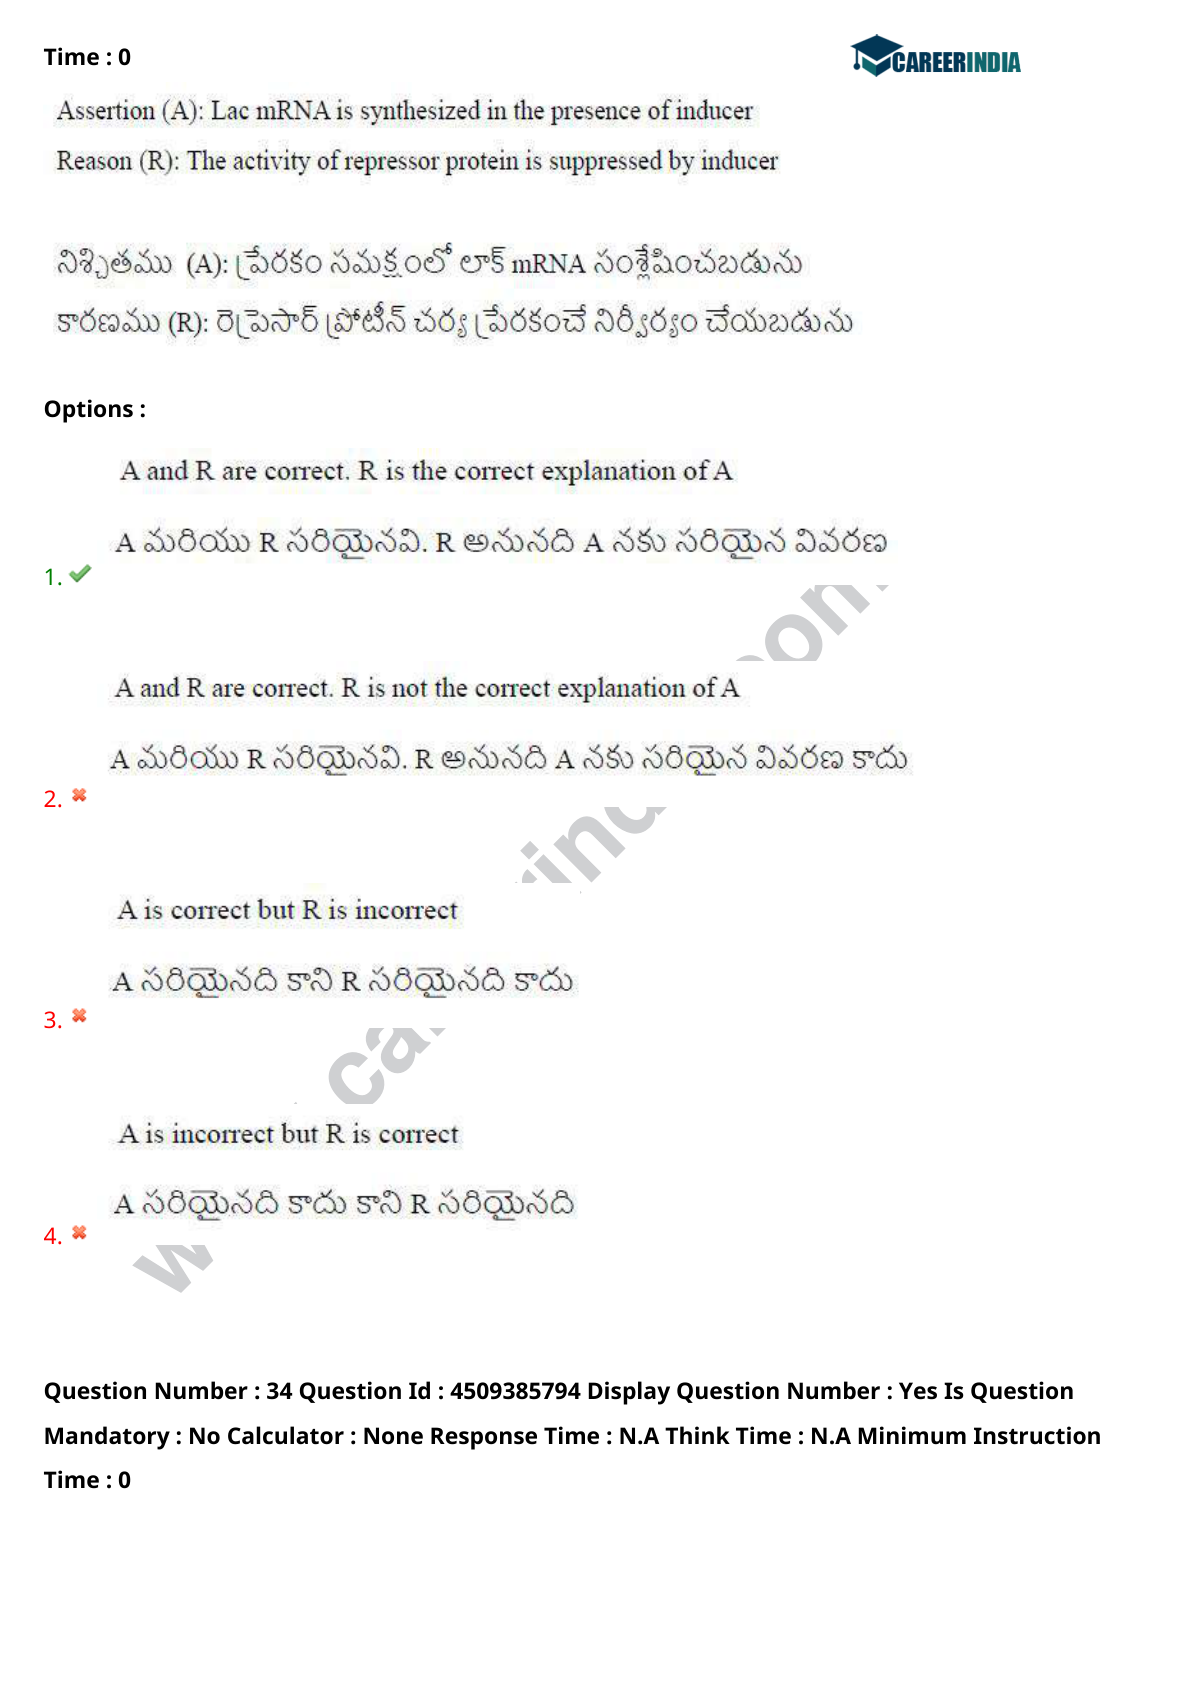 Time : 0
CAREERINDIA
Assertion (A): Lac mRNA is synthesized in the presence of inducer
Reason (R): The activity of repressor protein is suppressed by inducer
నిశ్చితము (A): ప్రేరకం సమక్షంలో లాక్ mRNA సంశ్లేషించబడును
కారణము (R): రెప్రెసార్ ప్రోటీన్ చర్య ప్రేరకంచే నిర్వీర్యం చేయబడును
Options :
A and R are correct. R is the correct explanation of A
A మరియు R సరియైనవి. R అనునది A నకు సరియైన వివరణ
1.
A and R are correct. R is not the correct explanation of A
A మరియు R సరియైనవి. R అనునది A నకు సరియైన వివరణ కాదు
2.
A is correct but R is incorrect
A సరియైనది కాని R సరియైనది కాదు
3.
A is incorrect but R is correct
A సరియైనది కాదు కాని R సరియైనది
4.
Question Number : 34 Question Id : 4509385794 Display Question Number : Yes Is Question
Mandatory : No Calculator : None Response Time : N.A Think Time : N.A Minimum Instruction
Time : 0